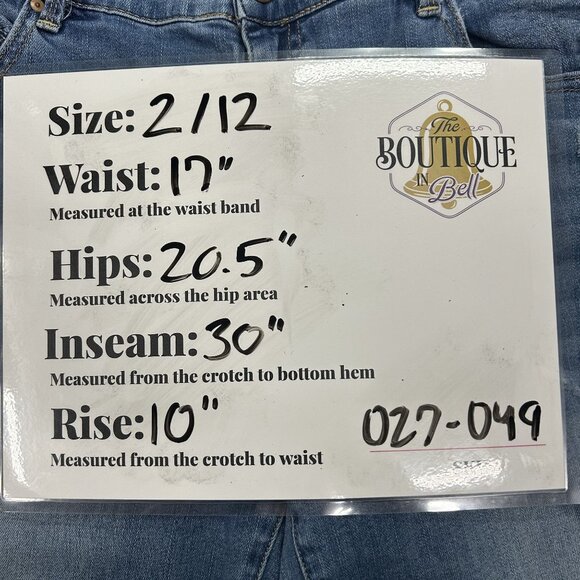 Size: 2/12
The
BOUTIQUE
IN
Bell
Waist: 17"
Measured at the waist band
Hips: 20.5"
Measured across the hip area
Inseam: 30"
Measured from the crotch to bottom hem
Rise: 10"
Measured from the crotch to waist
027-049